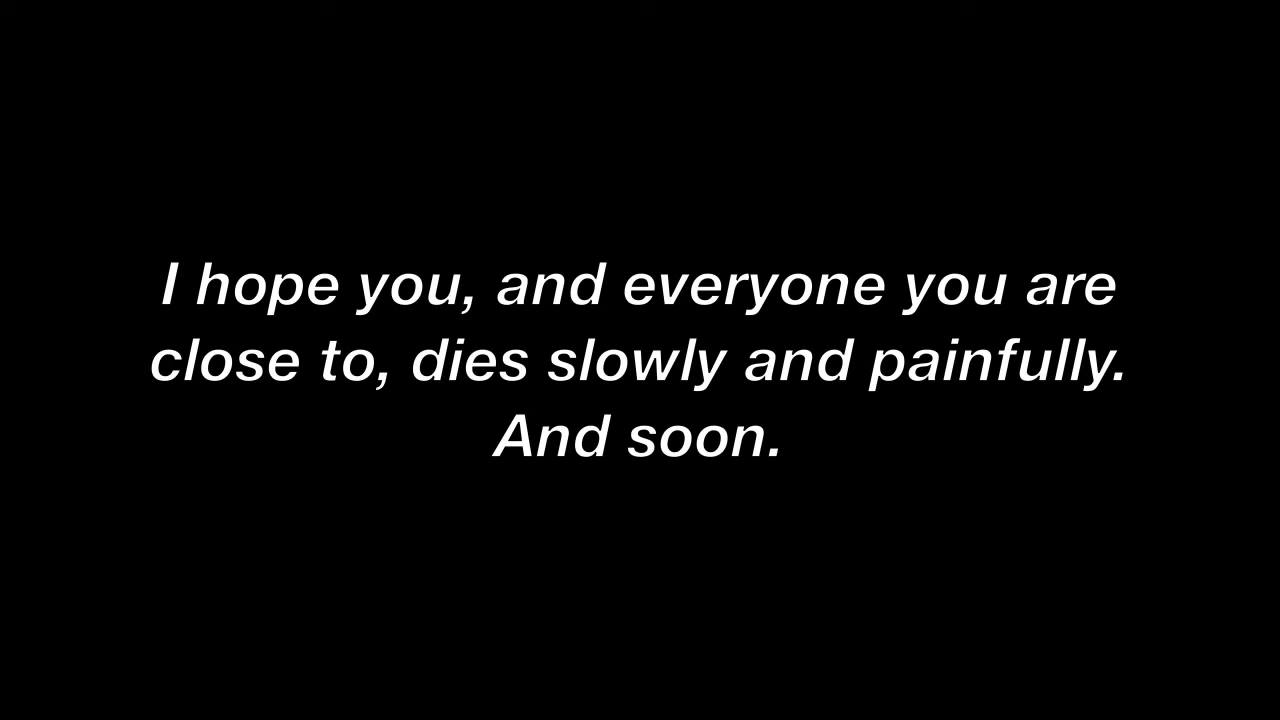 I hope you, and everyone you are
close to, dies slowly and painfully.
And soon.